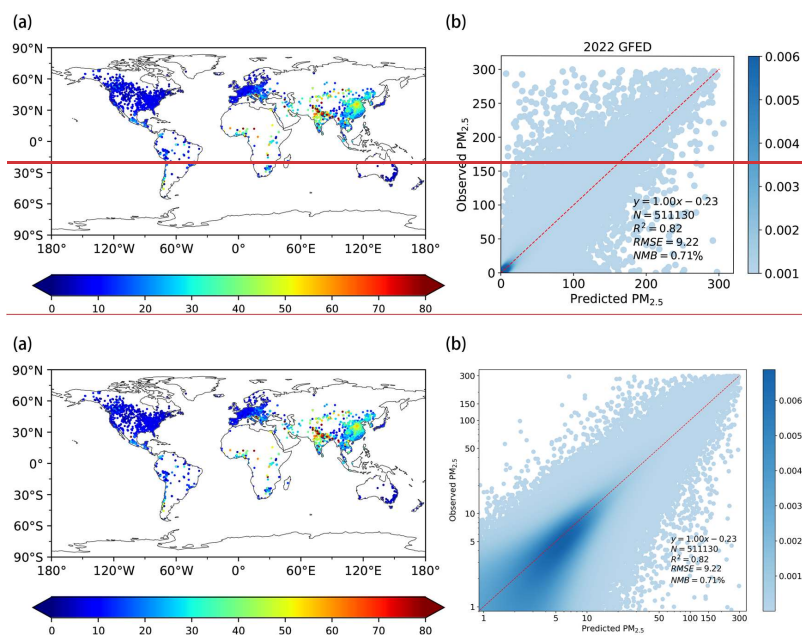 (a)
(b)
2022 GFED
90°N
60°N
30°N
0°
30°S
60°S
90°S
180° 120°W 60°W 0° 60°E 120°E 180°
0 10 20 30 40 50 60 70 80
Observed PM2.5
300
250
200
150
100
50
0
y = 1.00x − 0.23
N = 511130
R² = 0.82
RMSE = 9.22
NMB = 0.71%
0 100 200 300
Predicted PM2.5
0.006
0.005
0.004
0.003
0.002
0.001
(a)
(b)
90°N
60°N
30°N
0°
30°S
60°S
90°S
180° 120°W 60°W 0° 60°E 120°E 180°
0 10 20 30 40 50 60 70 80
Observed PM2.5
300
150
100
50
10
5
1
y = 1.00x − 0.23
N = 511130
R² = 0.82
RMSE = 9.22
NMB = 0.71%
1 5 10 50 100 150 300
Predicted PM2.5
0.006
0.005
0.004
0.003
0.002
0.001